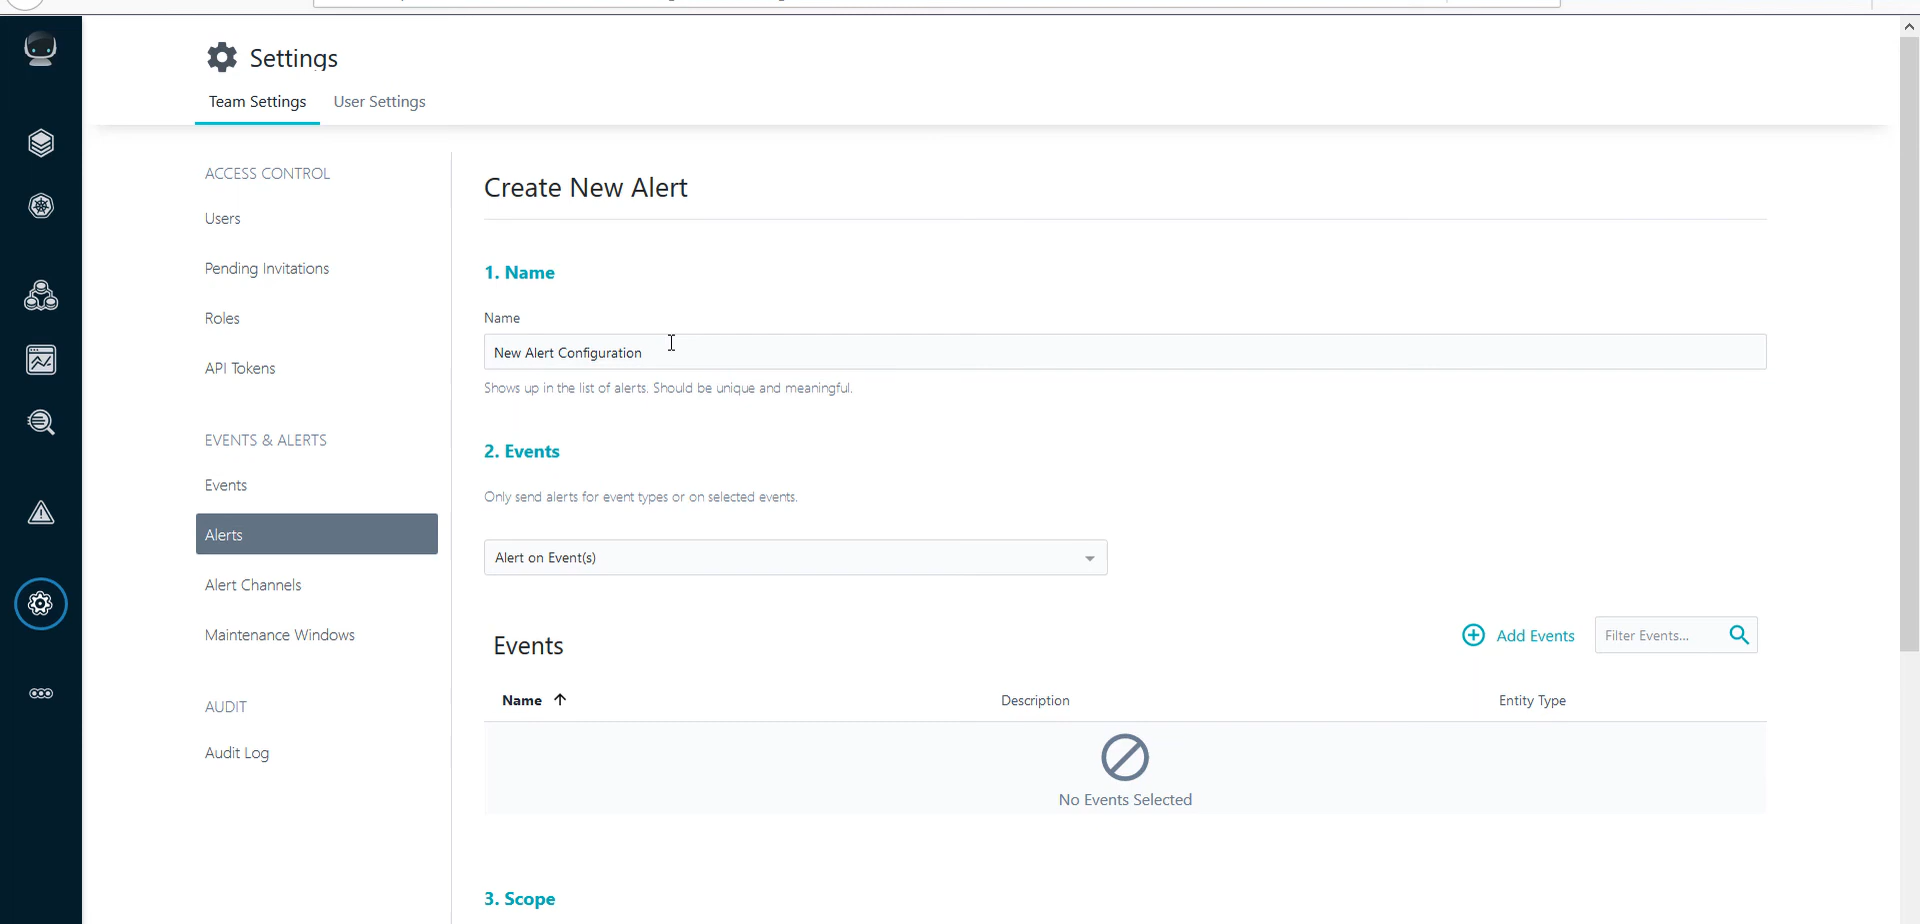 Settings
Team Settings
User Settings
ACCESS CONTROL
Users
Pending Invitations
Roles
API Tokens
EVENTS & ALERTS
Events
Alerts
Alert Channels
Maintenance Windows
AUDIT
Audit Log
Create New Alert
1. Name
Name
New Alert Configuration
Shows up in the list of alerts. Should be unique and meaningful.
2. Events
Only send alerts for event types or on selected events.
Alert on Event(s)
Events
Add Events
Filter Events...
Name
Description
Entity Type
No Events Selected
3. Scope